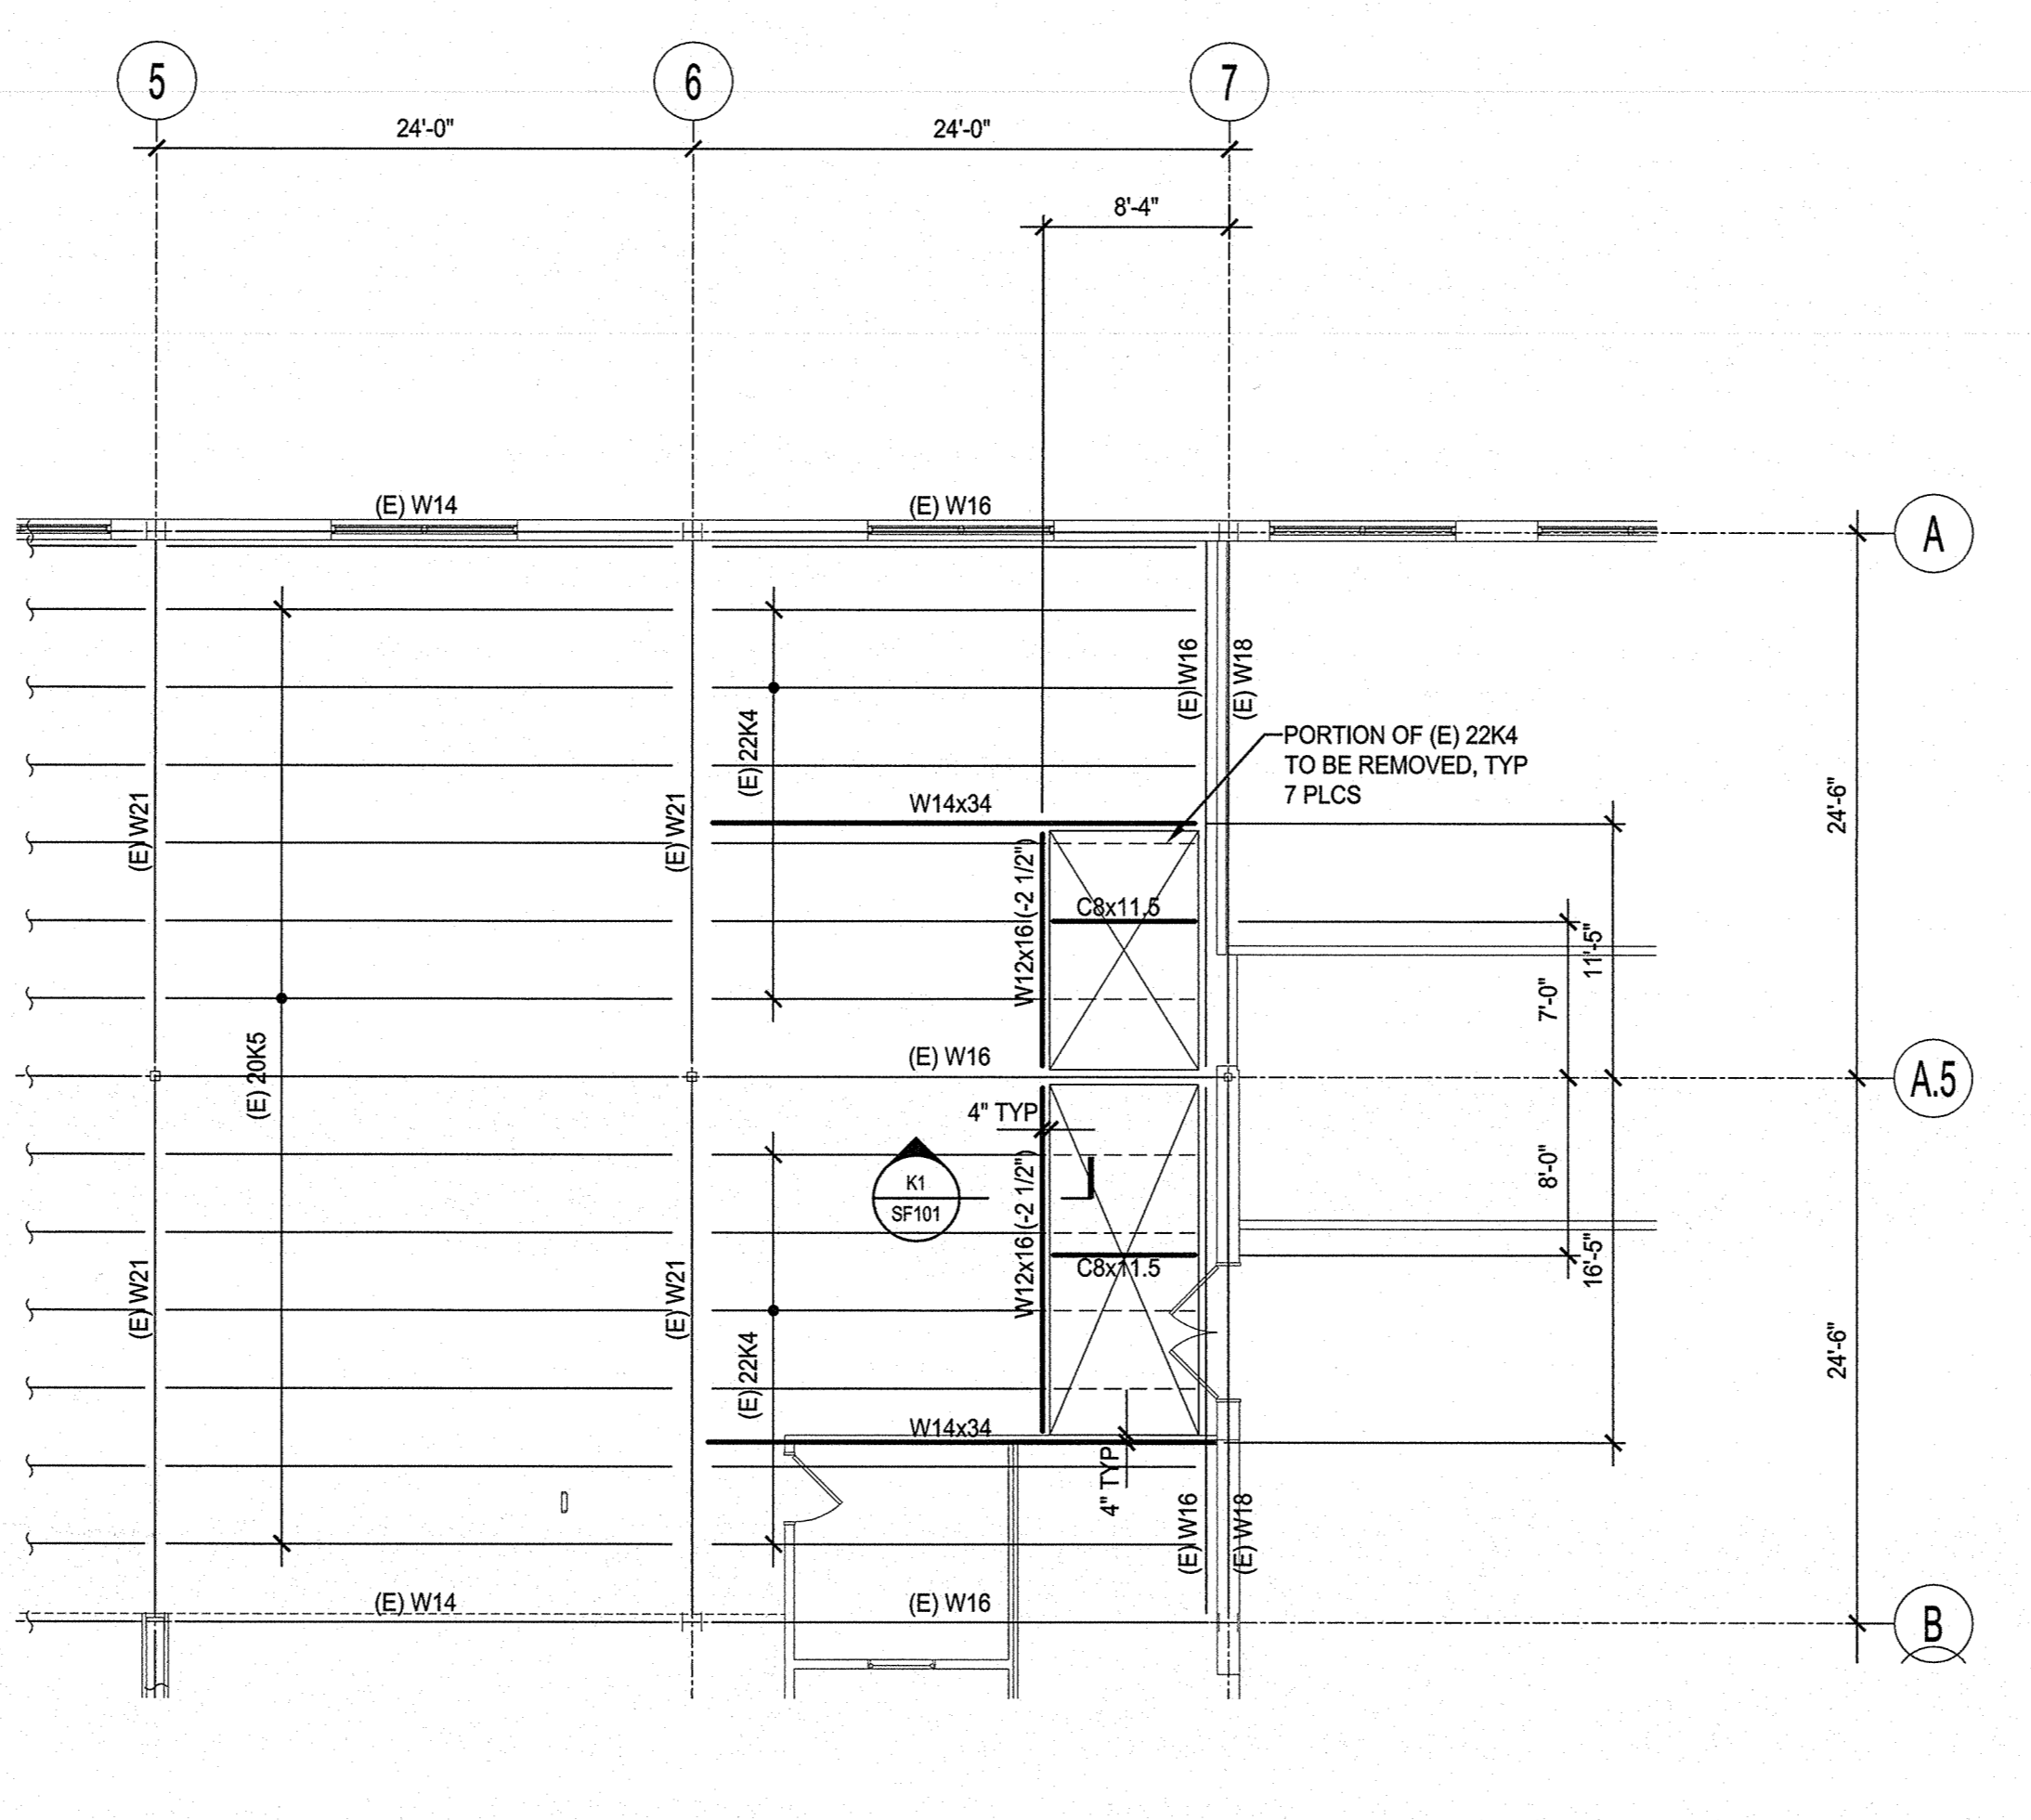 5
6
7
24'-0"
24'-0"
8'-4"
(E) W14
(E) W16
A
(E) W16
(E) W18
(E) 22K4
PORTION OF (E) 22K4
TO BE REMOVED, TYP
7 PLCS
(E) W21
(E) W21
W14x34
24'-6"
W12x16 (-2 1/2")
C8x11.5
11'-5"
7'-0"
(E) 20K5
(E) W16
A.5
4" TYP
K1
SF101
W12x16 (-2 1/2")
C8x11.5
8'-0"
16'-5"
(E) W21
(E) W21
(E) 22K4
24'-6"
W14x34
4" TYP
(E) W16
(E) W18
(E) W14
(E) W16
B